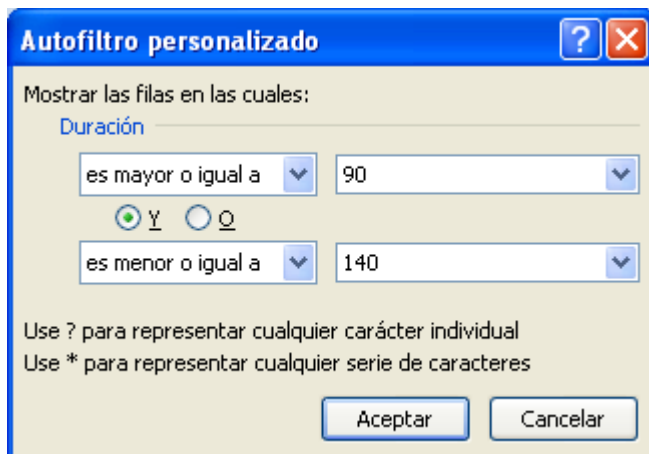 Autofiltro personalizado
Mostrar las filas en las cuales:
Duración
es mayor o igual a 90
Y O
es menor o igual a 140
Use ? para representar cualquier carácter individual
Use * para representar cualquier serie de caracteres
Aceptar Cancelar